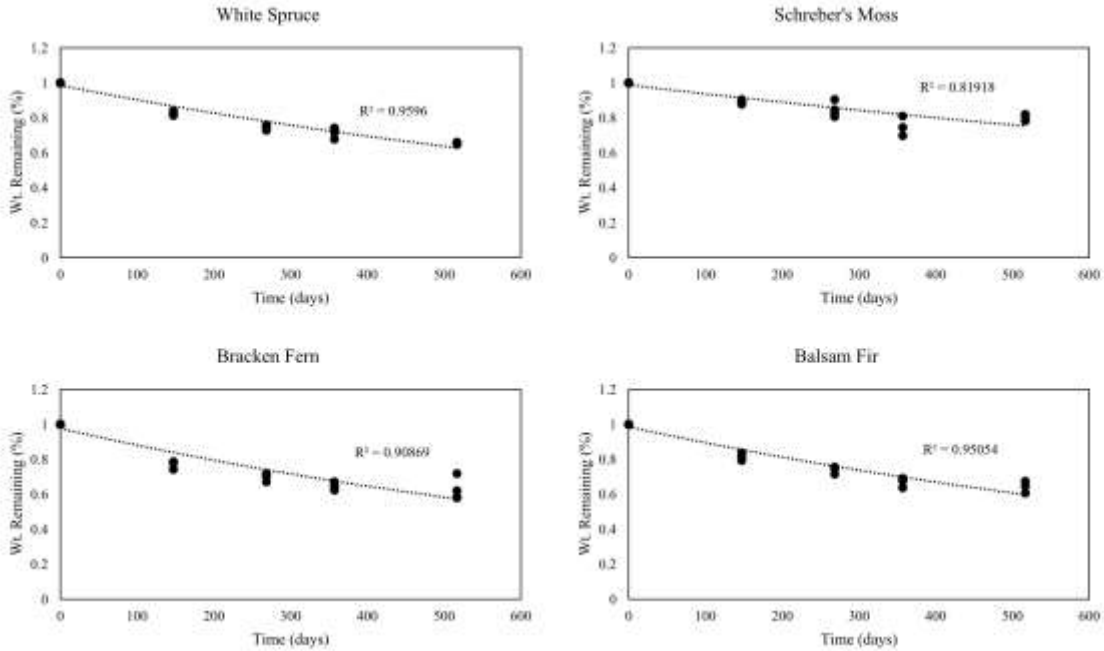 White Spruce
1.2
1
0.8
0.6
0.4
0.2
0
Wt. Remaining (%)
R² = 0.9596
0 100 200 300 400 500 600
Time (days)
Schreber's Moss
1.2
1
0.8
0.6
0.4
0.2
0
Wt. Remaining (%)
R² = 0.81918
0 100 200 300 400 500 600
Time (days)
Bracken Fern
1.2
1
0.8
0.6
0.4
0.2
0
Wt. Remaining (%)
R² = 0.90869
0 100 200 300 400 500 600
Time (days)
Balsam Fir
1.2
1
0.8
0.6
0.4
0.2
0
Wt. Remaining (%)
R² = 0.95054
0 100 200 300 400 500 600
Time (days)